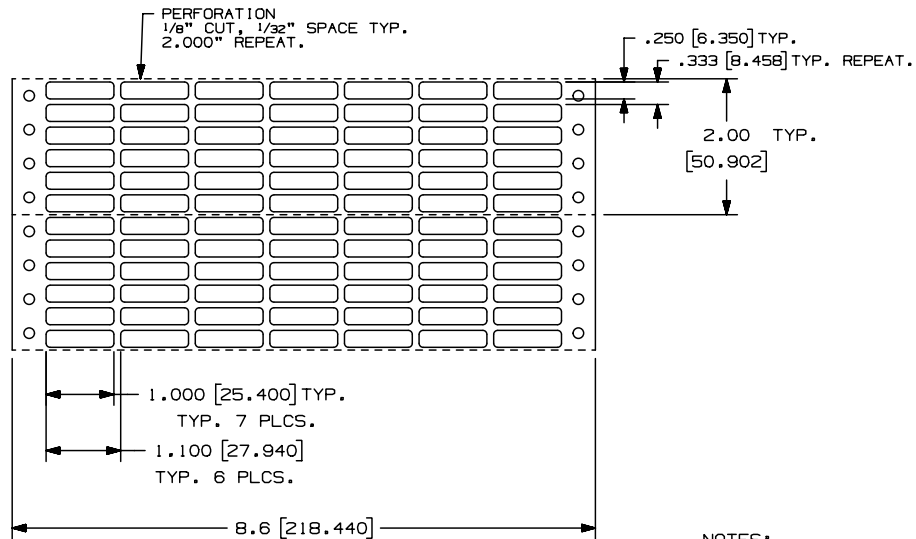 PERFORATION
1/8" CUT, 1/32" SPACE TYP.
2.000" REPEAT.
.250 [6.350] TYP.
.333 [8.458] TYP. REPEAT.
2.00 TYP.
[50.902]
1.000 [25.400] TYP.
TYP. 7 PLCS.
1.100 [27.940]
TYP. 6 PLCS.
8.6 [218.440]